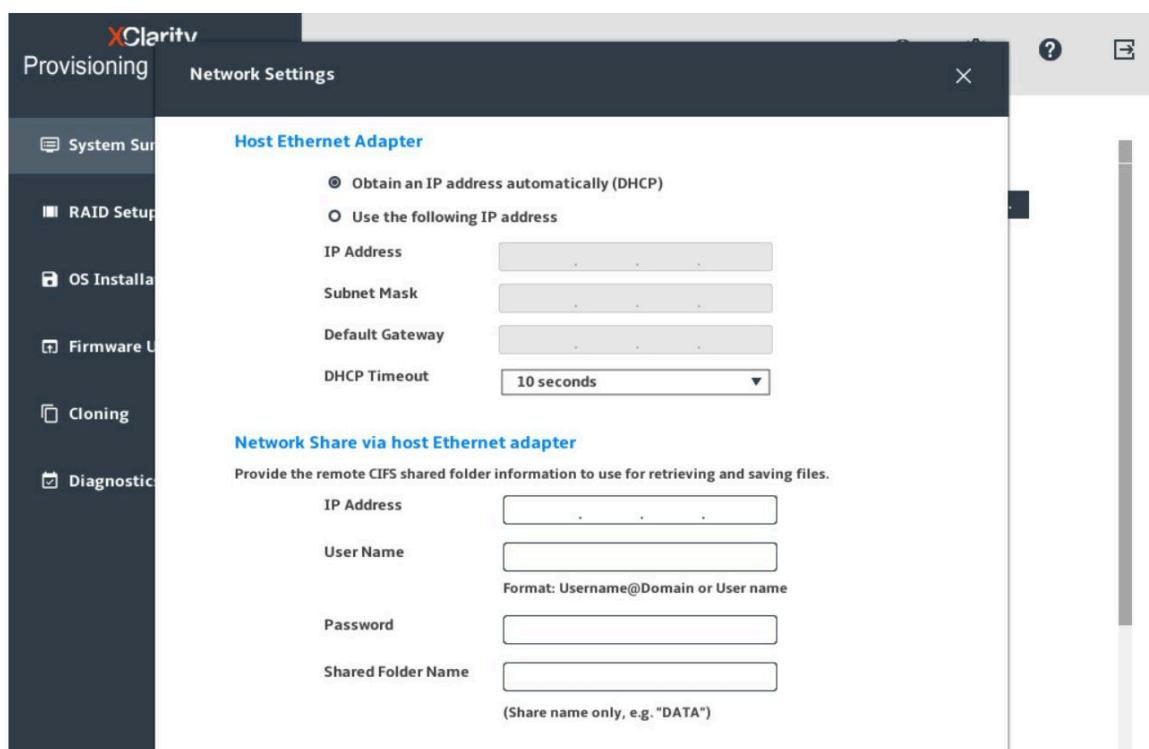 XClarity
Provisioning
Network Settings
System Sum
RAID Setup
OS Installa
Firmware U
Cloning
Diagnostic
Host Ethernet Adapter
Obtain an IP address automatically (DHCP)
Use the following IP address
IP Address
Subnet Mask
Default Gateway
DHCP Timeout
10 seconds
Network Share via host Ethernet adapter
Provide the remote CIFS shared folder information to use for retrieving and saving files.
IP Address
User Name
Format: Username@Domain or User name
Password
Shared Folder Name
(Share name only, e.g. "DATA")